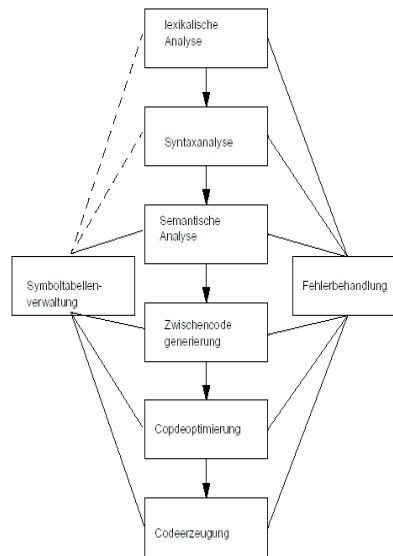 lexikalische
Analyse
Syntaxanalyse
Semantische
Analyse
Symboltabellen-
verwaltung
Fehlerbehandlung
Zwischencode
generierung
Copdeoptimierung
Codeerzeugung